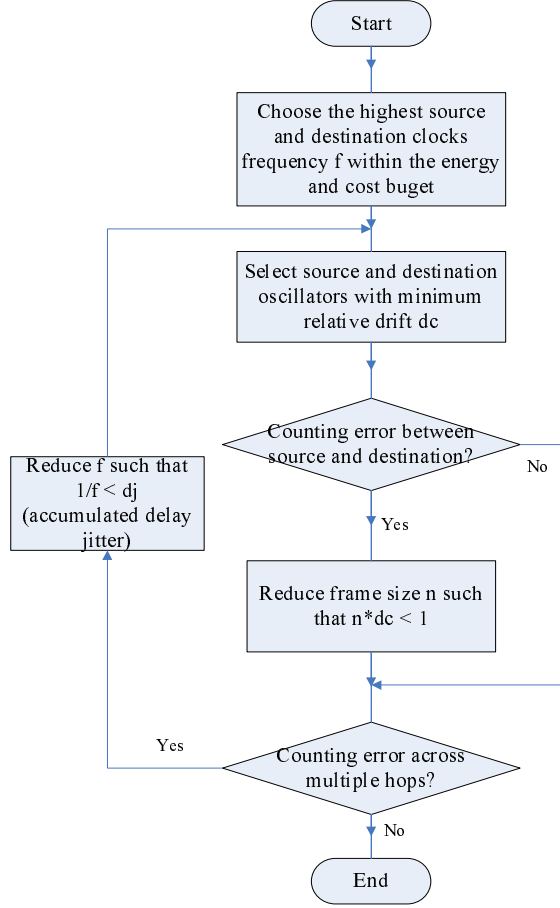 Start
Choose the highest source
and destination clocks
frequency f within the energy
and cost buget
Select source and destination
oscillators with minimum
relative drift dc
Counting error between
source and destination?
No
Yes
Reduce f such that
1/f < dj
(accumulated delay
jitter)
Reduce frame size n such
that n*dc < 1
Yes
Counting error across
multiple hops?
No
End